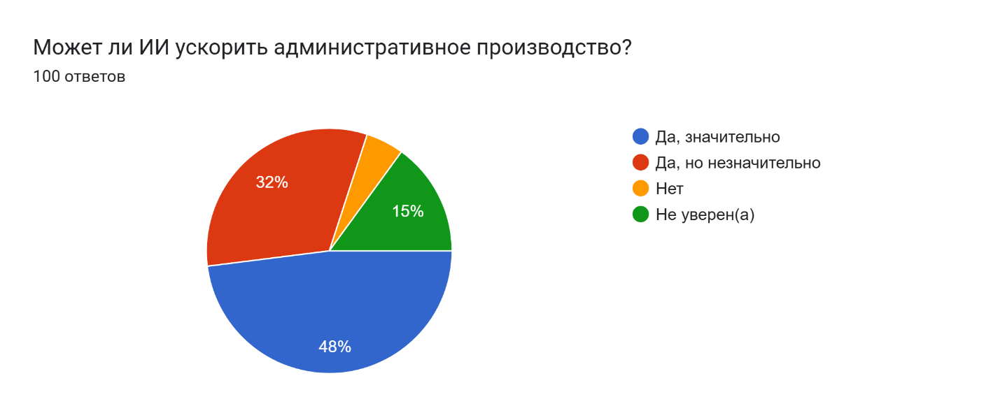 Может ли ИИ ускорить административное производство?
100 ответов
Да, значительно
Да, но незначительно
Нет
Не уверен(а)
32%
15%
48%